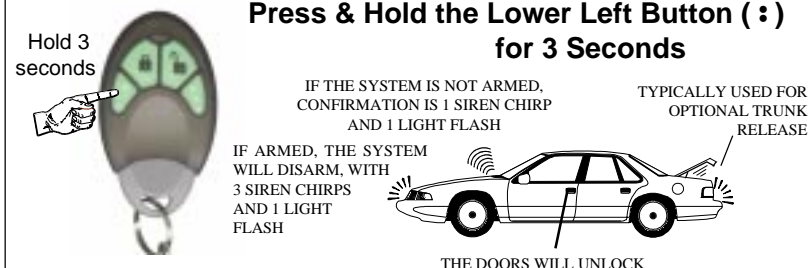 Press & Hold the Lower Left Button ( : )
for 3 Seconds
Hold 3
seconds
IF THE SYSTEM IS NOT ARMED,
CONFIRMATION IS 1 SIREN CHIRP
AND 1 LIGHT FLASH
TYPICALLY USED FOR
OPTIONAL TRUNK
RELEASE
IF ARMED, THE SYSTEM
WILL DISARM, WITH
3 SIREN CHIRPS
AND 1 LIGHT
FLASH
THE DOORS WILL UNLOCK